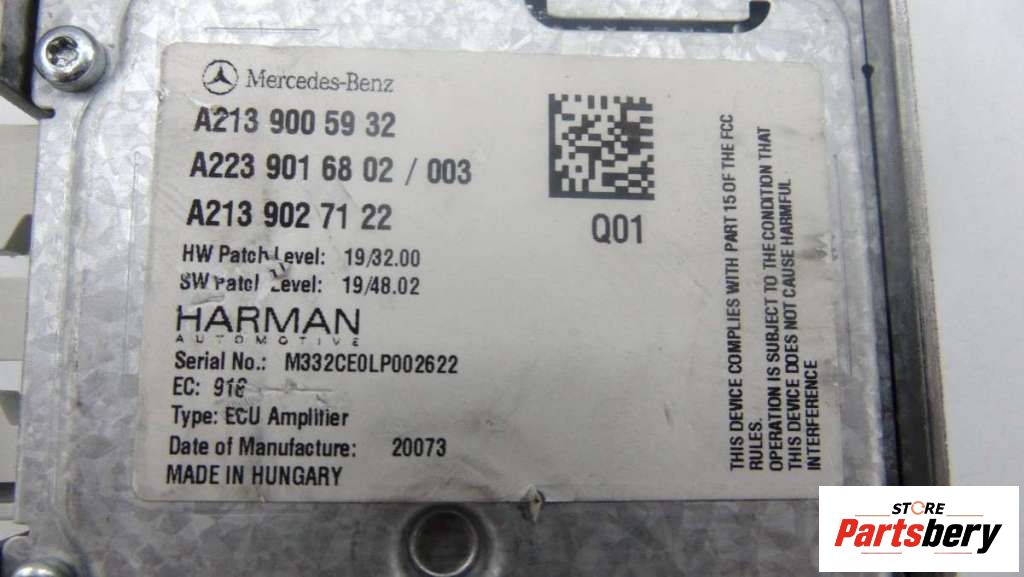 Mercedes-Benz
A213 900 59 32
A223 901 68 02 / 003
A213 902 71 22
HW Patch Level: 19/32.00
SW Patch Level: 19/48.02
HARMAN
AUTOMOTIVE
Serial No.: M332CE0LP002622
EC: 918
Type: ECU Amplifier
Date of Manufacture: 20073
MADE IN HUNGARY
Q01
THIS DEVICE COMPLIES WITH PART 15 OF THE FCC
RULES.
OPERATION IS SUBJECT TO THE CONDITION THAT
THIS DEVICE DOES NOT CAUSE HARMFUL
INTERFERENCE
STORE
Partsbery